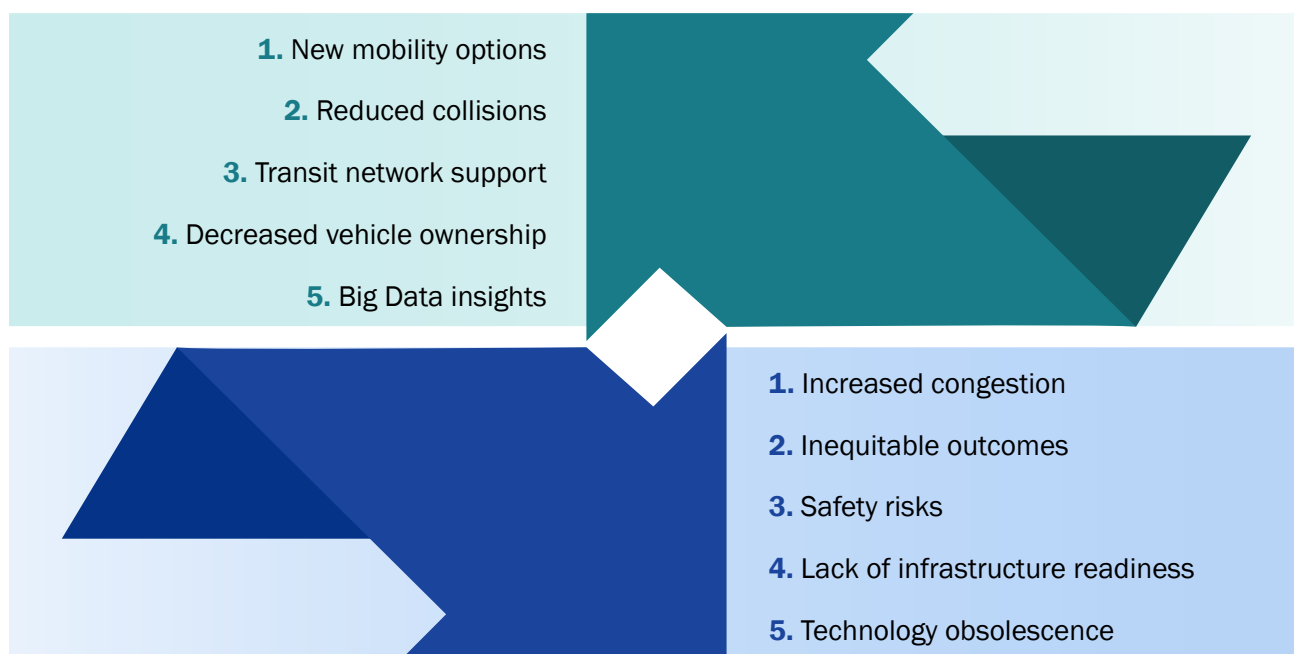 1. New mobility options
2. Reduced collisions
3. Transit network support
4. Decreased vehicle ownership
5. Big Data insights
1. Increased congestion
2. Inequitable outcomes
3. Safety risks
4. Lack of infrastructure readiness
5. Technology obsolescence